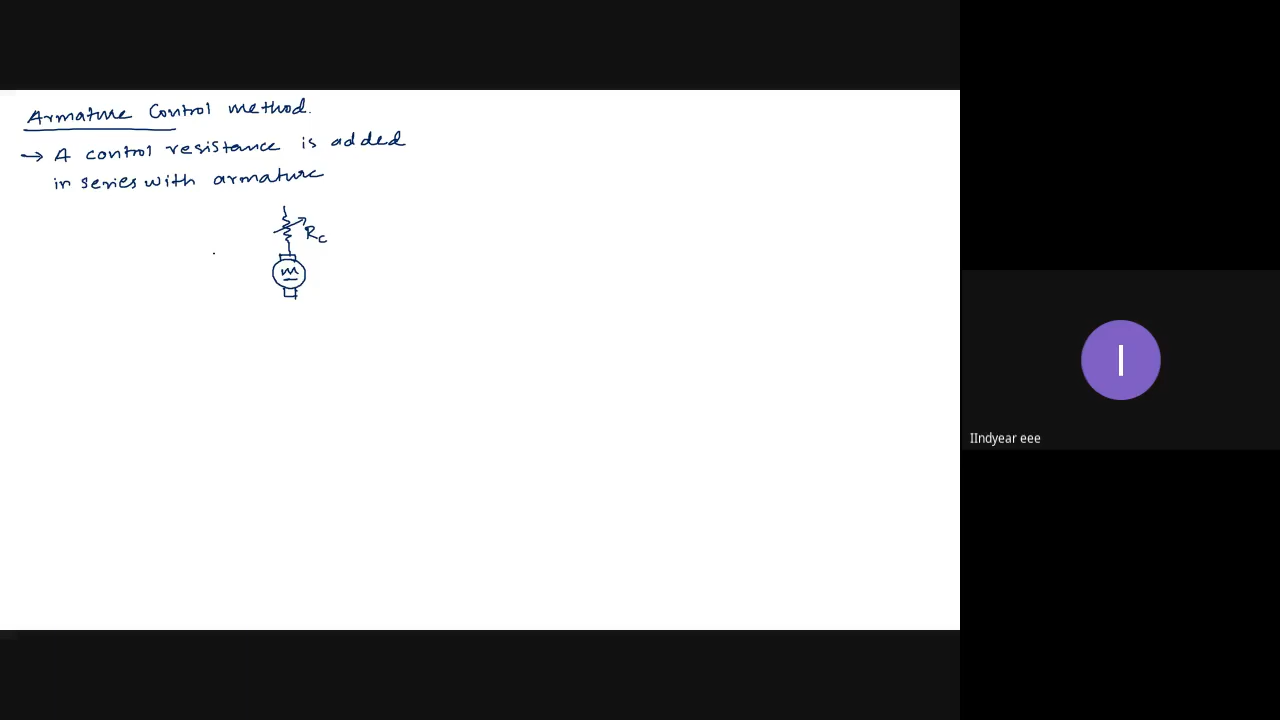 Armature Control method.
→ A control resistance is added
in series with armature
Rc
M
I
IIndyear eee